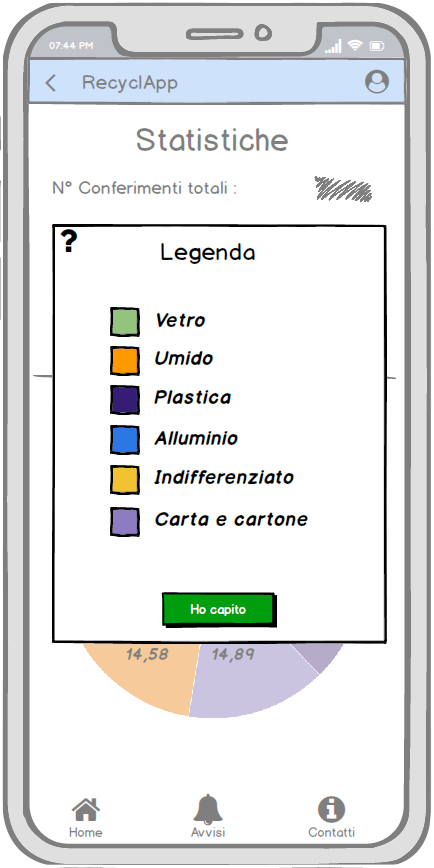 07:44 PM
RecyclApp
Statistiche
N° Conferimenti totali :
?
Legenda
Vetro
Umido
Plastica
Alluminio
Indifferenziato
Carta e cartone
Ho capito
14,58 14,89
Home Avvisi Contatti